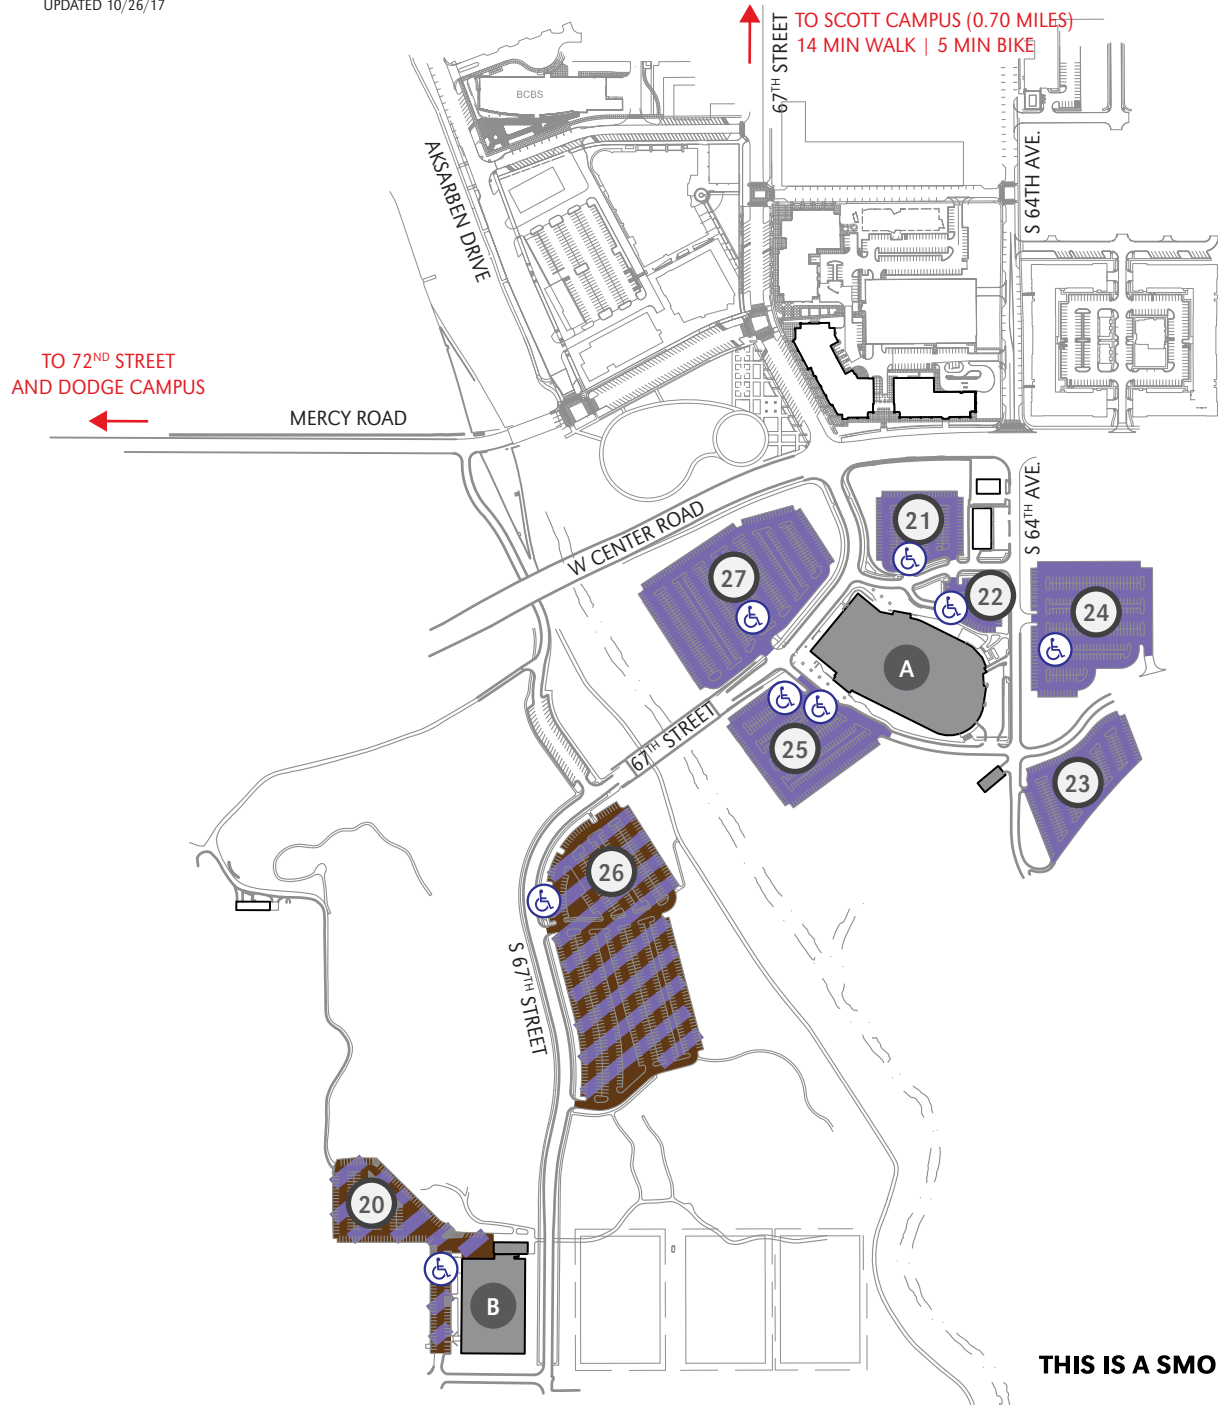 UPDATED 10/26/17
TO SCOTT CAMPUS (0.70 MILES)
14 MIN WALK | 5 MIN BIKE
67TH STREET
BCBS
AKSARBEN DRIVE
S 64TH AVE.
TO 72ND STREET
AND DODGE CAMPUS
MERCY ROAD
W CENTER ROAD
S 64TH AVE.
21
27
22
24
A
67TH STREET
25
23
26
S 67TH STREET
20
B
THIS IS A SMO